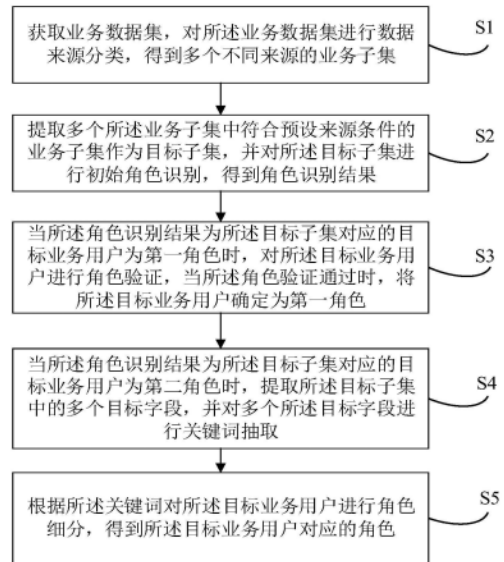 获取业务数据集，对所述业务数据集进行数据
来源分类，得到多个不同来源的业务子集
S1
提取多个所述业务子集中符合预设来源条件的
业务子集作为目标子集，并对所述目标子集进
行初始角色识别，得到角色识别结果
S2
当所述角色识别结果为所述目标子集对应的目
标业务用户为第一角色时，对所述目标业务用
户进行角色验证，当所述角色验证通过时，将
所述目标业务用户确定为第一角色
S3
当所述角色识别结果为所述目标子集对应的目
标业务用户为第二角色时，提取所述目标子集
中的多个目标字段，并对多个所述目标字段进
行关键词抽取
S4
根据所述关键词对所述目标业务用户进行角色
细分，得到所述目标业务用户对应的角色
S5